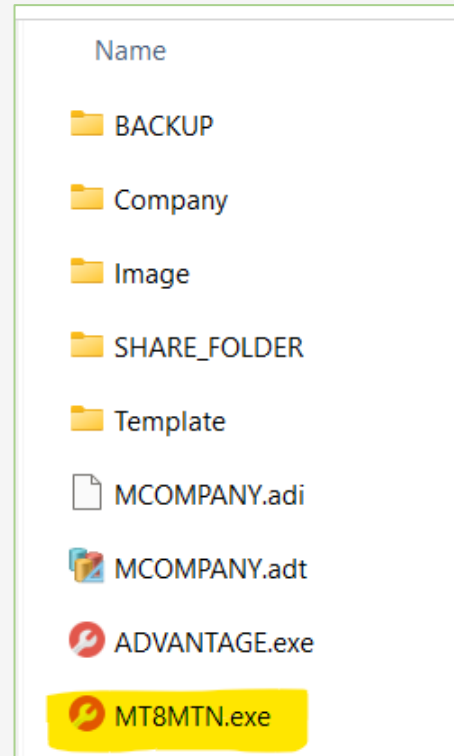 Name
BACKUP
Company
Image
SHARE_FOLDER
Template
MCOMPANY.adi
MCOMPANY.adt
ADVANTAGE.exe
MT8MTN.exe